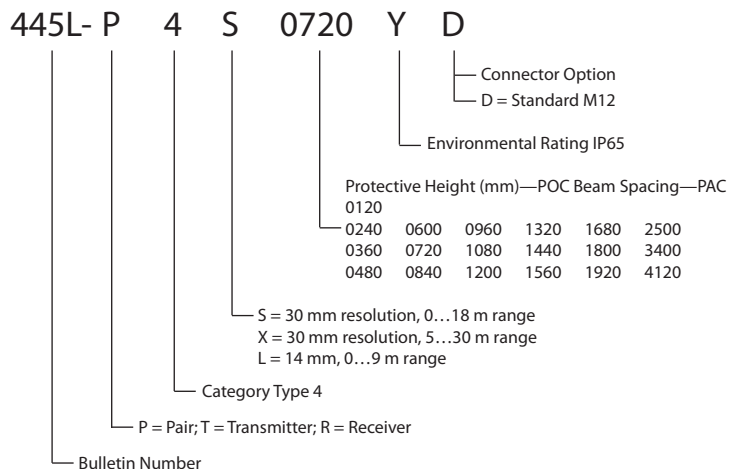 445L- P 4 S 0720 Y D
Connector Option
D = Standard M12
Environmental Rating IP65
Protective Height (mm)—POC Beam Spacing—PAC
0120
0240 0600 0960 1320 1680 2500
0360 0720 1080 1440 1800 3400
0480 0840 1200 1560 1920 4120
S = 30 mm resolution, 0…18 m range
X = 30 mm resolution, 5…30 m range
L = 14 mm, 0…9 m range
Category Type 4
P = Pair; T = Transmitter; R = Receiver
Bulletin Number